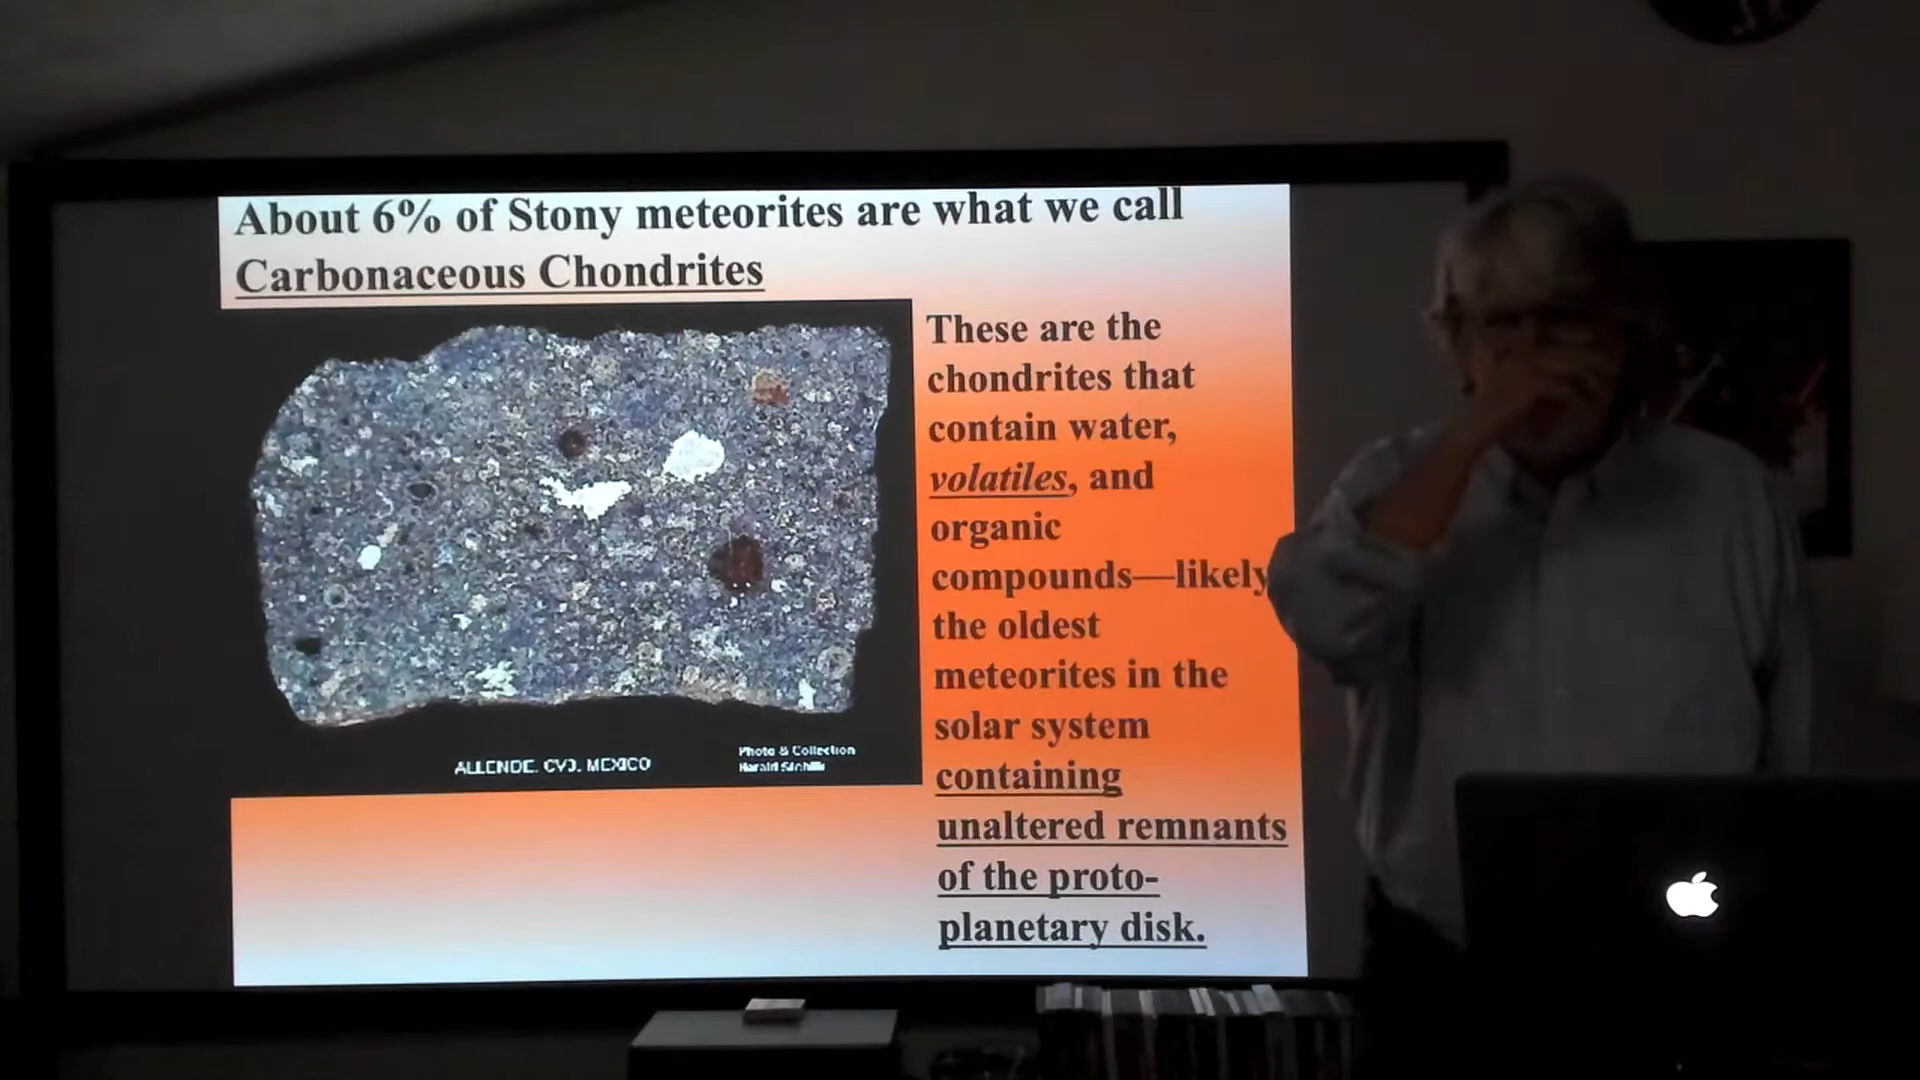 About 6% of Stony meteorites are what we call
Carbonaceous Chondrites
These are the
chondrites that
contain water,
volatiles, and
organic
compounds—likely
the oldest
meteorites in the
solar system
containing
unaltered remnants
of the proto-
planetary disk.
ALLENDE. CV3. MEXICO
Photo & Collection
Harald